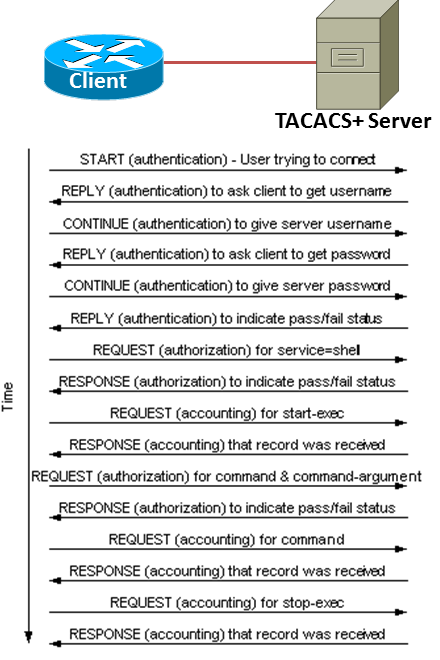 Client
TACACS+ Server
START (authentication) - User trying to connect
REPLY (authentication) to ask client to get username
CONTINUE (authentication) to give server username
REPLY (authentication) to ask client to get password
CONTINUE (authentication) to give server password
REPLY (authentication) to indicate pass/fail status
REQUEST (authorization) for service=shell
RESPONSE (authorization) to indicate pass/fail status
REQUEST (accounting) for start-exec
RESPONSE (accounting) that record was received
REQUEST (authorization) for command & command-argument
RESPONSE (authorization) to indicate pass/fail status
REQUEST (accounting) for command
RESPONSE (accounting) that record was received
REQUEST (accounting) for stop-exec
RESPONSE (accounting) that record was received
Time